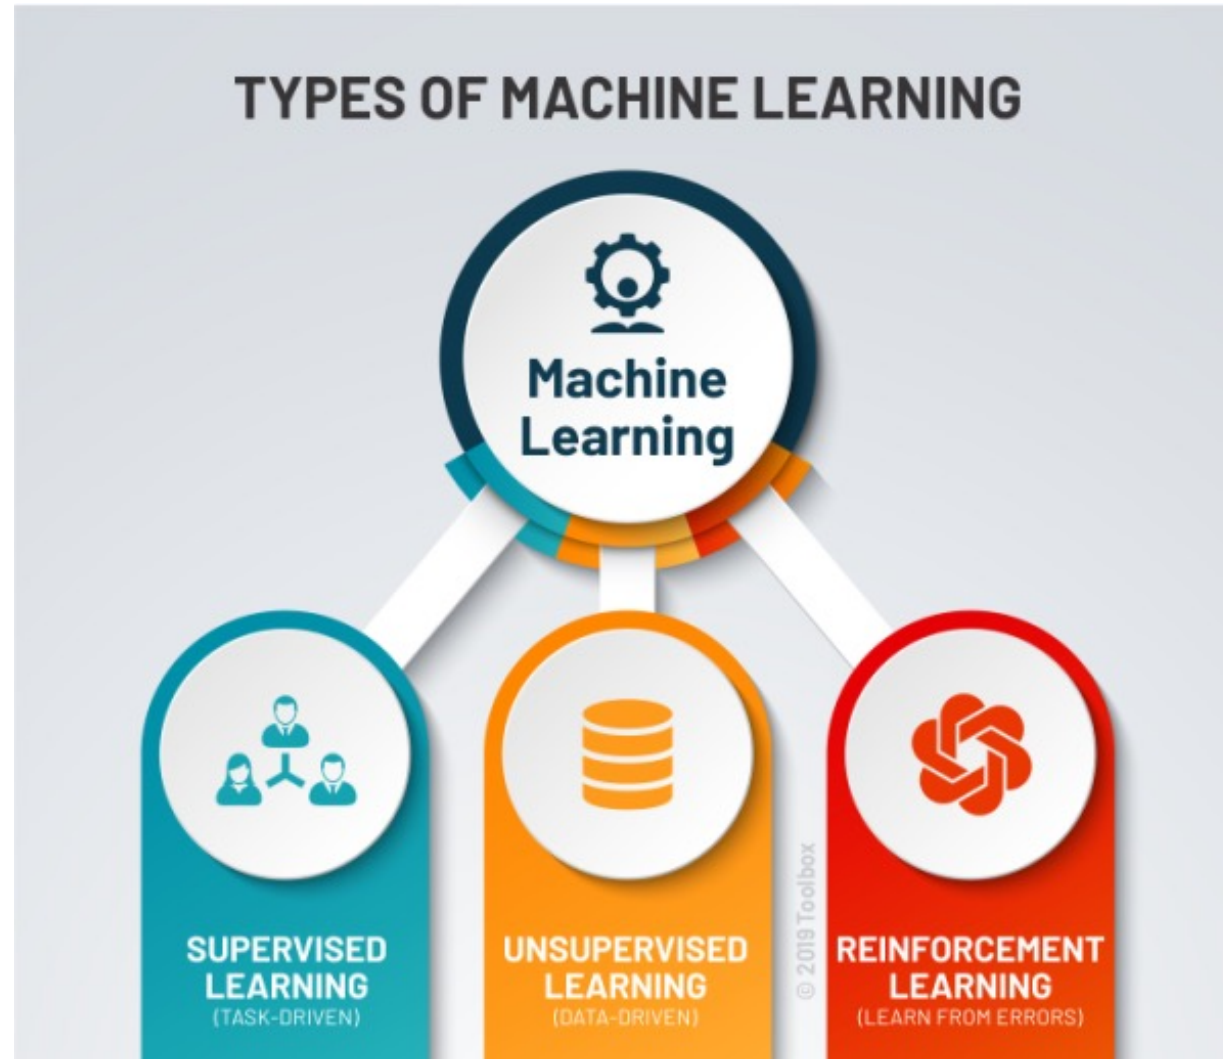 TYPES OF MACHINE LEARNING
Machine
Learning
SUPERVISED
LEARNING
(TASK-DRIVEN)
UNSUPERVISED
LEARNING
(DATA-DRIVEN)
© 2019 Toolbox
REINFORCEMENT
LEARNING
(LEARN FROM ERRORS)